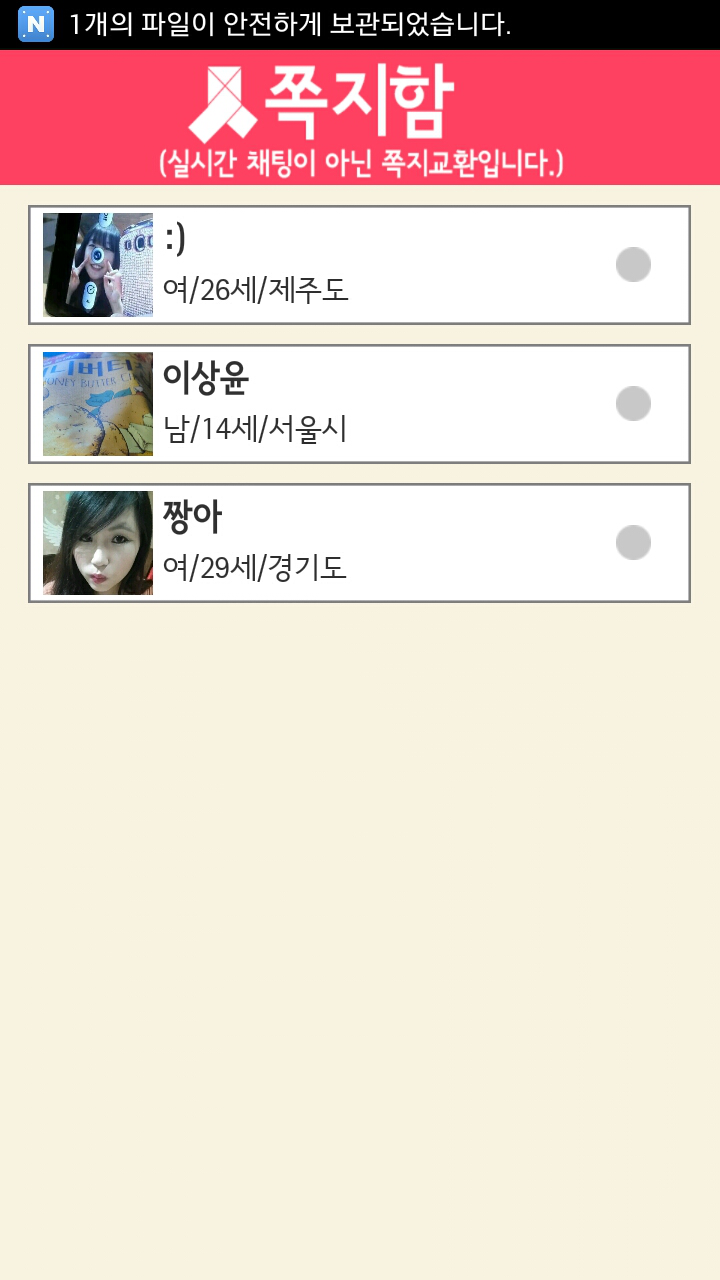 N 1개의 파일이 안전하게 보관되었습니다.
쪽지함
(실시간 채팅이 아닌 쪽지교환입니다.)
:)
여/26세/제주도
이상윤
남/14세/서울시
짱아
여/29세/경기도